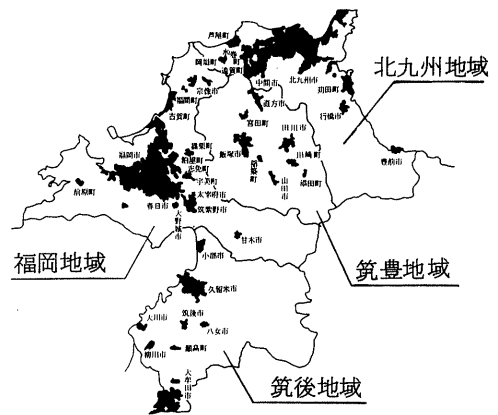 芦屋町
水巻町
岡垣町
遠賀町
中間市
北九州市
苅田町
北九州地域
宗像市
福間町
直方市
古賀町
宮田町
行橋市
田川市
福岡市
粕屋町
志免町
飯塚市
川崎町
豊前市
宇美町
添田町
山田市
前原町
太宰府市
春日市
筑紫野市
大野城市
福岡地域
小郡市
甘木市
筑豊地域
久留米市
大川市
筑後市
八女市
柳川市
大牟田市
筑後地域